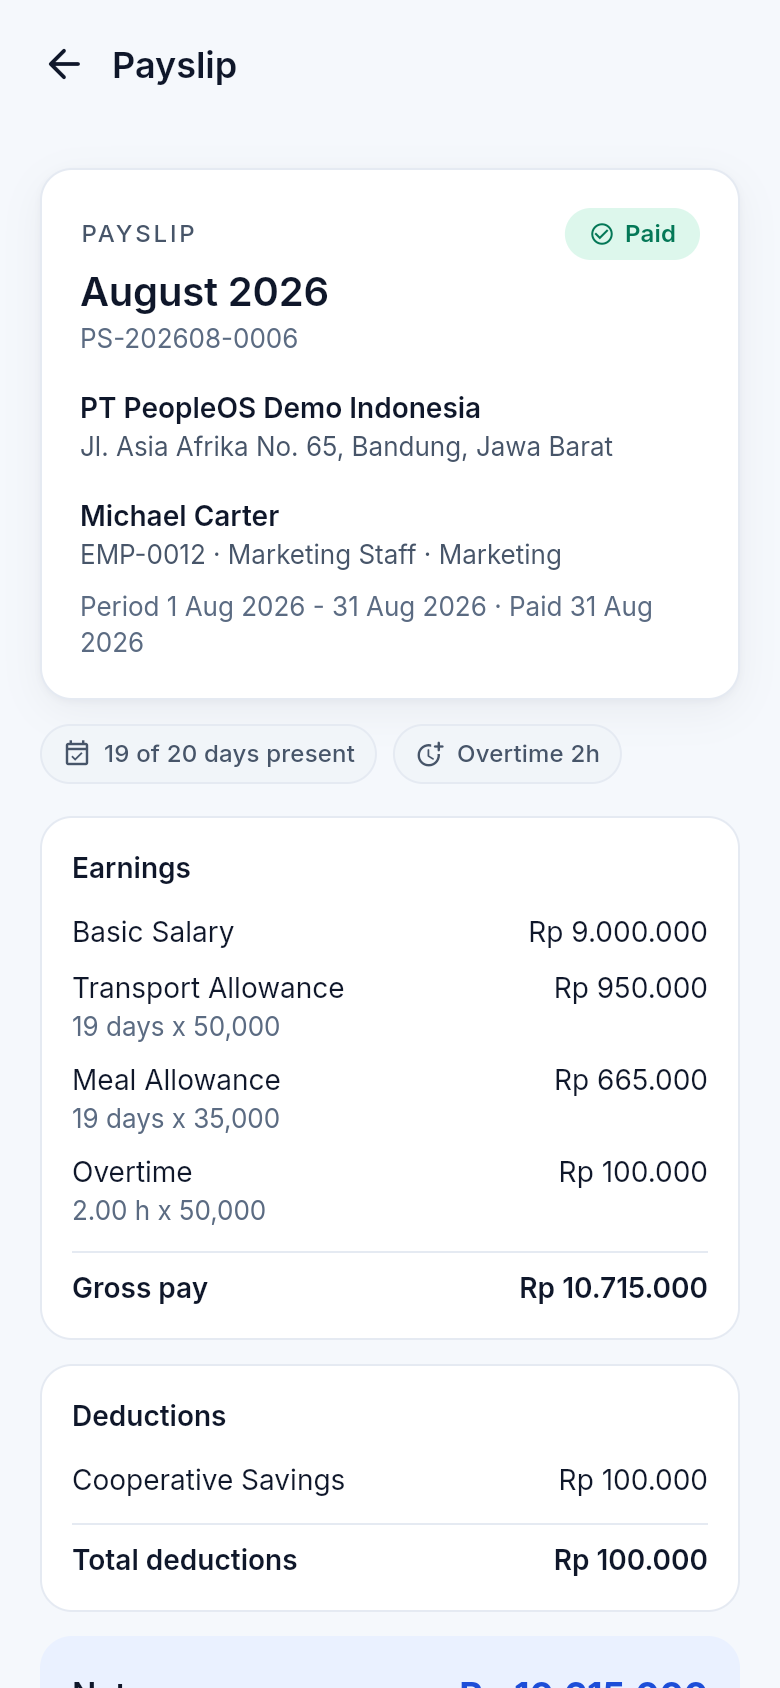 Payslip
PAYSLIP
Paid
August 2026
PS-202608-0006
PT PeopleOS Demo Indonesia
Jl. Asia Afrika No. 65, Bandung, Jawa Barat
Michael Carter
EMP-0012 · Marketing Staff · Marketing
Period 1 Aug 2026 - 31 Aug 2026 · Paid 31 Aug
2026
19 of 20 days present
Overtime 2h
Earnings
Basic Salary Rp 9.000.000
Transport Allowance Rp 950.000
19 days x 50,000
Meal Allowance Rp 665.000
19 days x 35,000
Overtime Rp 100.000
2.00 h x 50,000
Gross pay Rp 10.715.000
Deductions
Cooperative Savings Rp 100.000
Total deductions Rp 100.000